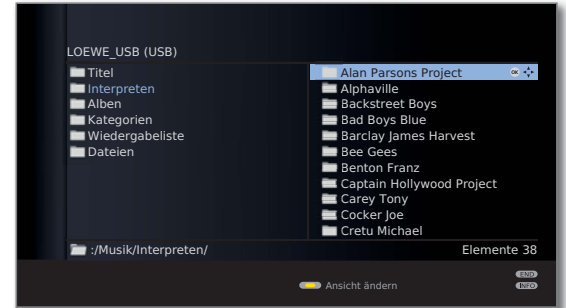 LOEWE_USB (USB)
Titel
Interpreten
Alben
Kategorien
Wiedergabeliste
Dateien
Alan Parsons Project OK
Alphaville
Backstreet Boys
Bad Boys Blue
Barclay James Harvest
Bee Gees
Benton Franz
Captain Hollywood Project
Carey Tony
Cocker Joe
Cretu Michael
:/Musik/Interpreten/ Elemente 38
END
Ansicht ändern INFO